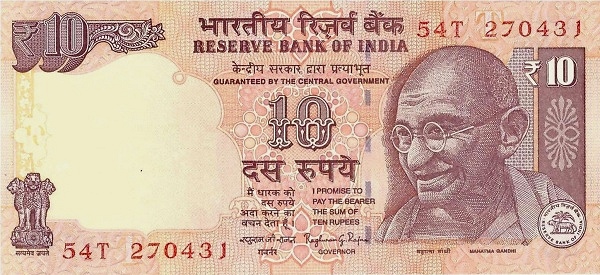 ₹10
भारतीय रिज़र्व बैंक
54T 270431
RESERVE BANK OF INDIA
केन्द्रीय सरकार द्वारा प्रत्याभूत
GUARANTEED BY THE CENTRAL GOVERNMENT
₹10
10
दस रुपये
मैं धारक को
दस रुपये
अदा करने का
वचन देता हूँ
I PROMISE TO
PAY THE BEARER
THE SUM OF
TEN RUPEES
रघुराम गो राजन
Raghuram G. Rajan
गवर्नर
GOVERNOR
सत्यमेव जयते
54T 270431
महात्मा गांधी
MAHATMA GANDHI
भारतीय रिज़र्व बैंक
RESERVE BANK OF INDIA